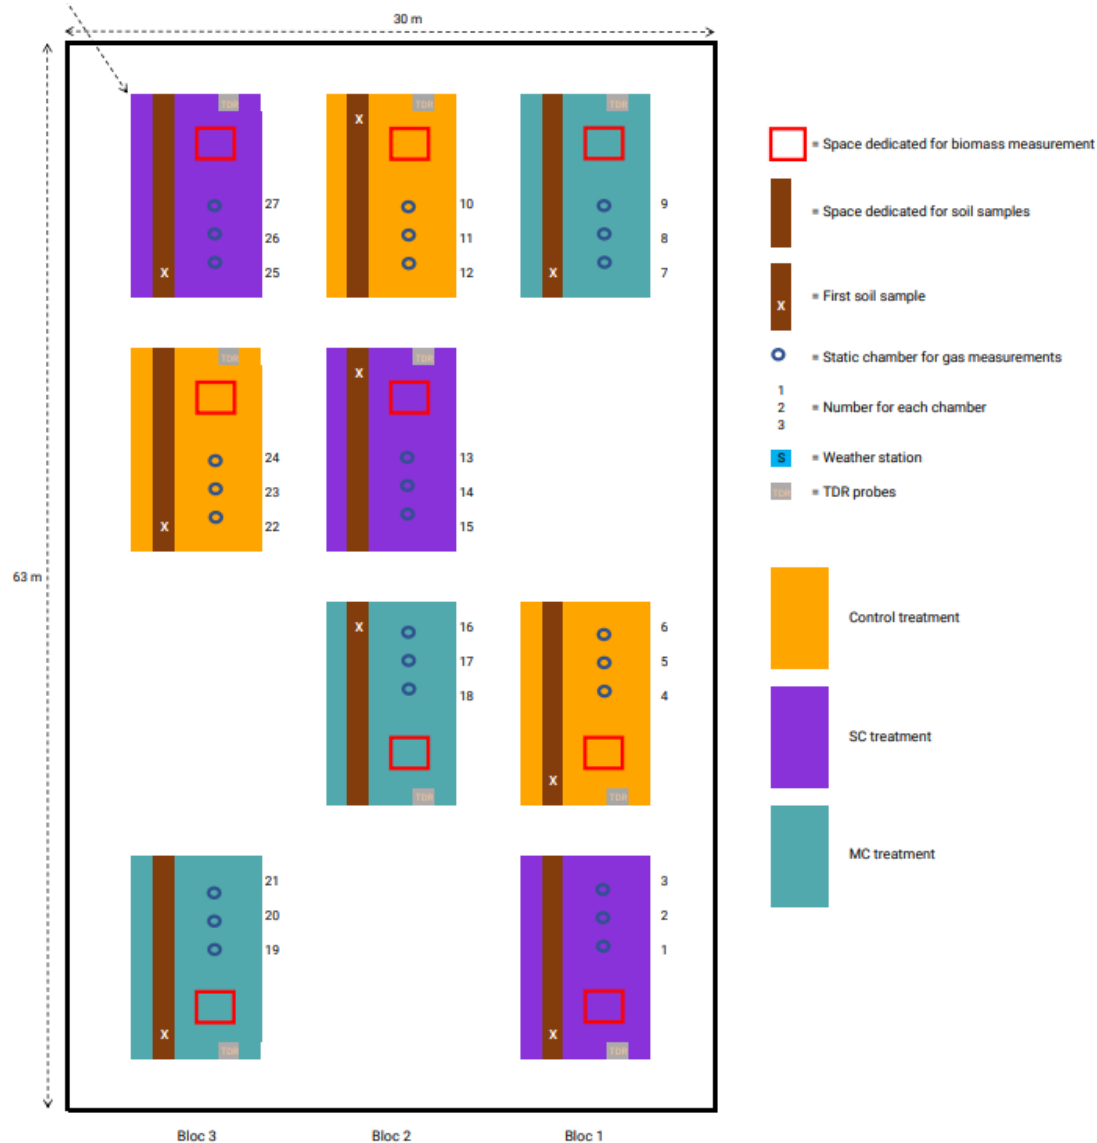 30 m
TDR TDR TDR
X
27 10 9
26 11 8
X X
25 12 7
TDR TDR
X
24 13
23 14
X
22 15
63 m
X
16 6
17 5
18 4
X
TDR TDR
21 3
20 2
19 1
X X
TDR TDR
Bloc 3 Bloc 2 Bloc 1
= Space dedicated for biomass measurement
= Space dedicated for soil samples
X = First soil sample
= Static chamber for gas measurements
1
2 = Number for each chamber
3
S = Weather station
TDR = TDR probes
Control treatment
SC treatment
MC treatment